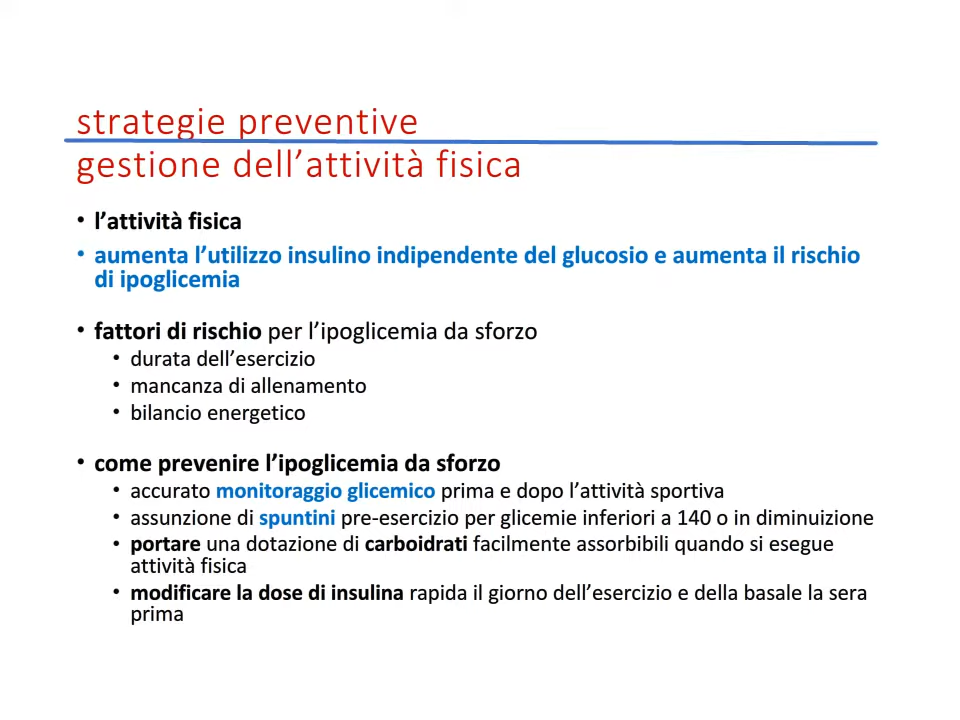 strategie preventive
gestione dell’attività fisica
• l’attività fisica
• aumenta l’utilizzo insulino indipendente del glucosio e aumenta il rischio
di ipoglicemia
• fattori di rischio per l’ipoglicemia da sforzo
• durata dell’esercizio
• mancanza di allenamento
• bilancio energetico
• come prevenire l’ipoglicemia da sforzo
• accurato monitoraggio glicemico prima e dopo l’attività sportiva
• assunzione di spuntini pre-esercizio per glicemie inferiori a 140 o in diminuizione
• portare una dotazione di carboidrati facilmente assorbibili quando si esegue
attività fisica
• modificare la dose di insulina rapida il giorno dell’esercizio e della basale la sera
prima